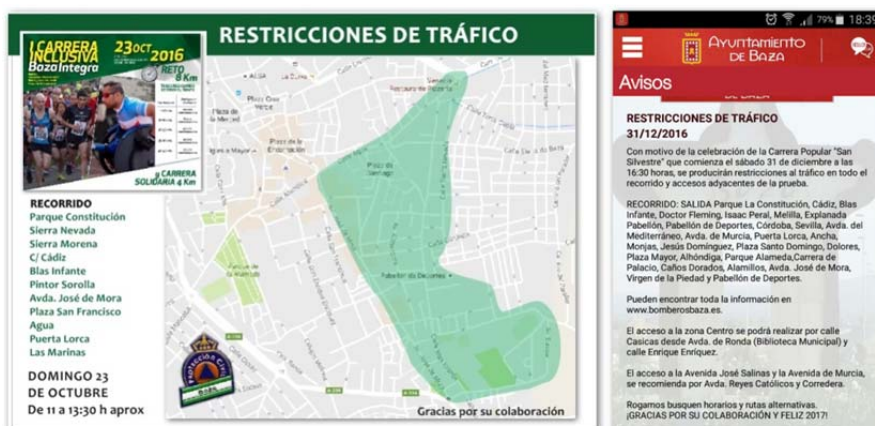 RESTRICCIONES DE TRÁFICO
I CARRERA
INCLUSIVA
BazaIntegra
23 OCT 2016
RETO
8 Km
y CARRERA
SOLIDARIA 4 Km
RECORRIDO
Parque Constitución
Sierra Nevada
Sierra Morena
C/ Cádiz
Blas Infante
Pintor Sorolla
Avda. José de Mora
Plaza San Francisco
Agua
Puerta Lorca
Las Marinas
DOMINGO 23
DE OCTUBRE
De 11 a 13:30 h aprox
Plaza de
Santiago
Pabellón de Deportes
Parque de
la Alameda
Gracias por su colaboración
79% 18:39
AYUNTAMIENTO
DE BAZA
Avisos
RESTRICCIONES DE TRÁFICO
31/12/2016
Con motivo de la celebración de la Carrera Popular "San
Silvestre" que comienza el sábado 31 de diciembre a las
16:30 horas, se producirán restricciones al tráfico en todo el
recorrido y accesos adyacentes de la prueba.
RECORRIDO: SALIDA Parque La Constitución, Cádiz, Blas
Infante, Doctor Fleming, Isaac Peral, Melilla, Explanada
Pabellón, Pabellón de Deportes, Córdoba, Sevilla, Avda. del
Mediterráneo, Avda. de Murcia, Puerta Lorca, Ancha,
Monjas, Jesús Domínguez, Plaza Santo Domingo, Dolores,
Plaza Mayor, Alhóndiga, Parque Alameda,Carrera de
Palacio, Caños Dorados, Alamillos, Avda. José de Mora,
Virgen de la Piedad y Pabellón de Deportes.
Pueden encontrar toda la información en
www.bomberosbaza.es.
El acceso a la zona Centro se podrá realizar por calle
Casicas desde Avda. de Ronda (Biblioteca Municipal) y
calle Enrique Enríquez.
El acceso a la Avenida José Salinas y la Avenida de Murcia,
se recomienda por Avda. Reyes Católicos y Corredera.
Rogamos busquen horarios y rutas alternativas.
¡GRACIAS POR SU COLABORACIÓN Y FELIZ 2017!